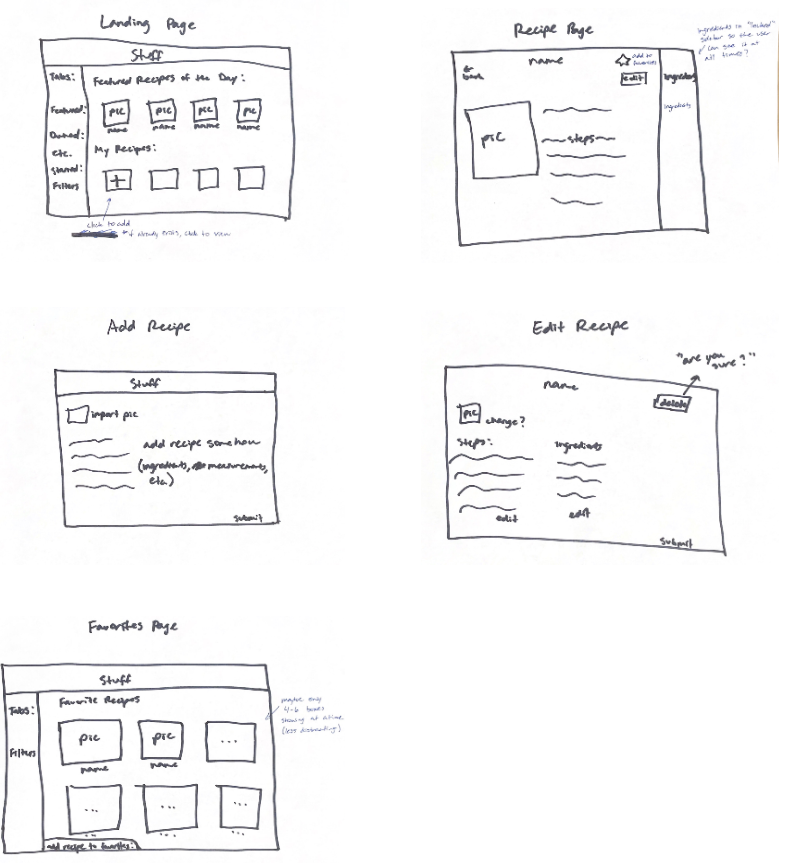 Landing Page
Stuff
Tabs:
Featured Recipes of the Day:
Featured:
pic
pic
pic
pic
name
name
name
name
My Recipes:
etc.
Starred:
Filters
+
click to add
* if already exists, click to view
Recipe Page
ingredients in "locked"
sidebar so the user
can see it at
all times?
name
add to
favorites
edit
← back
ingredients
ingredients
pic
steps
Add Recipe
Stuff
import pic
add recipe somehow
(ingredients, measurements,
etc.)
submit
Edit Recipe
"are you
sure?"
name
delete
pic
change?
Steps:
ingredients
edit
edit
submit
Favorites Page
Stuff
Tabs:
Favorite Recipes
Filters
pic
pic
...
name
name
...
...
...
...
...
...
add recipe to favorites:
maybe only
4-6 boxes
showing at a time
(less distracting)